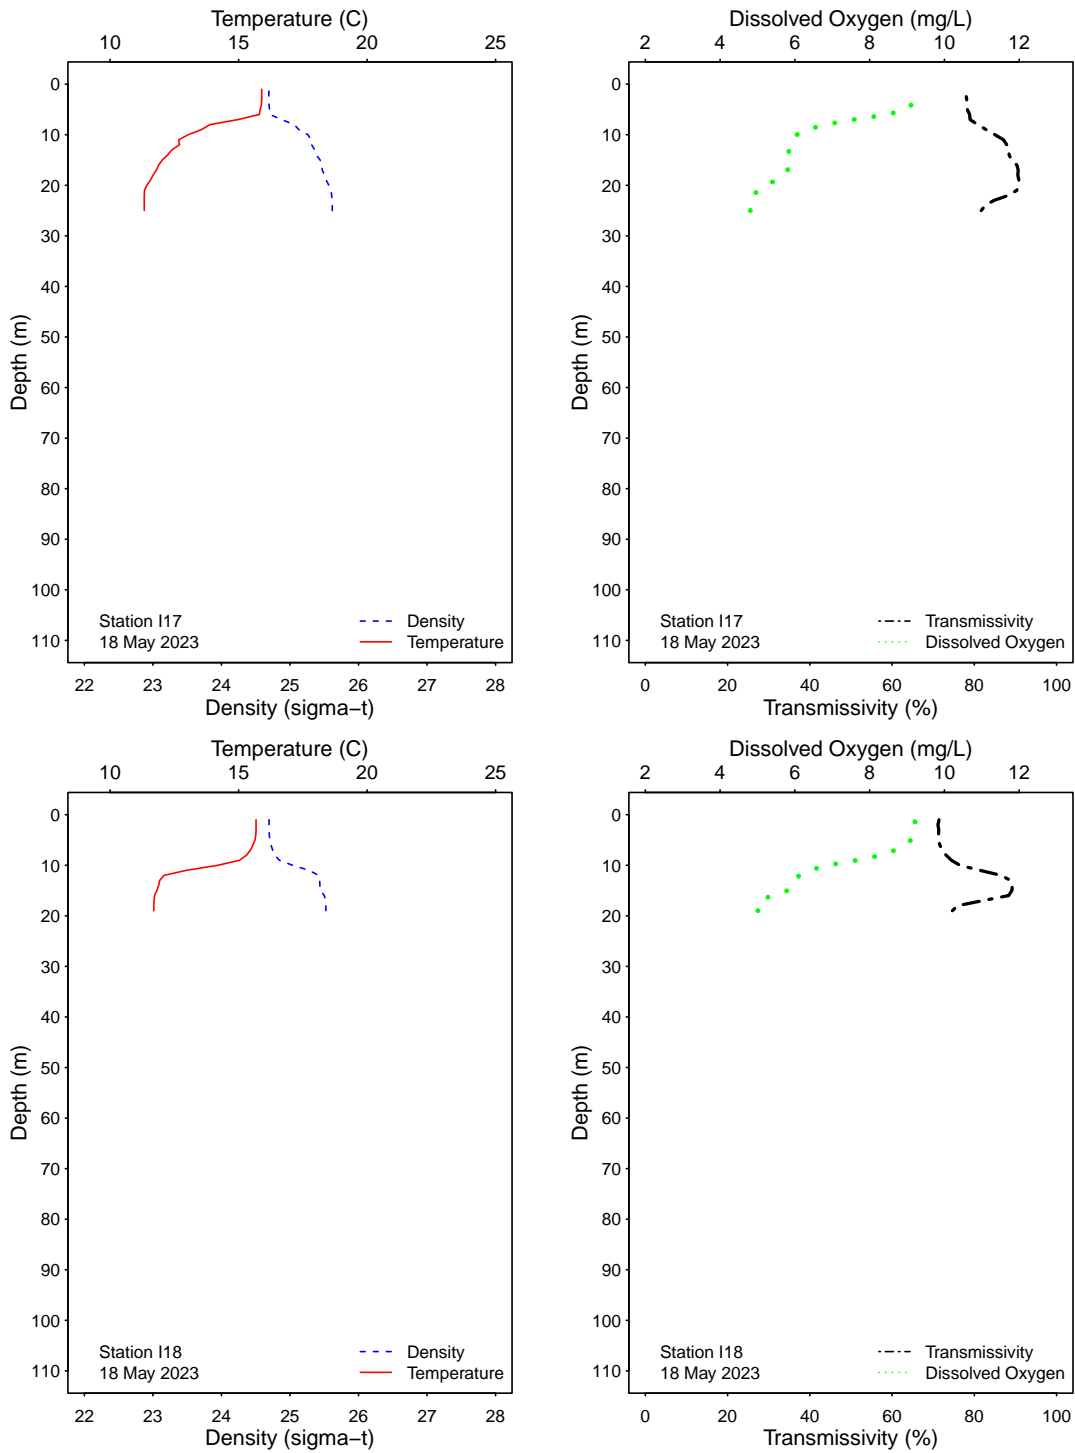 Temperature (C)
10 15 20 25
0
10
20
30
40
50
60
70
80
90
100
110
Depth (m)
Station I17
18 May 2023
Density
Temperature
22 23 24 25 26 27 28
Density (sigma−t)
Dissolved Oxygen (mg/L)
2 4 6 8 10 12
0
10
20
30
40
50
60
70
80
90
100
110
Depth (m)
Station I17
18 May 2023
Transmissivity
Dissolved Oxygen
0 20 40 60 80 100
Transmissivity (%)
Temperature (C)
10 15 20 25
0
10
20
30
40
50
60
70
80
90
100
110
Depth (m)
Station I18
18 May 2023
Density
Temperature
22 23 24 25 26 27 28
Density (sigma−t)
Dissolved Oxygen (mg/L)
2 4 6 8 10 12
0
10
20
30
40
50
60
70
80
90
100
110
Depth (m)
Station I18
18 May 2023
Transmissivity
Dissolved Oxygen
0 20 40 60 80 100
Transmissivity (%)